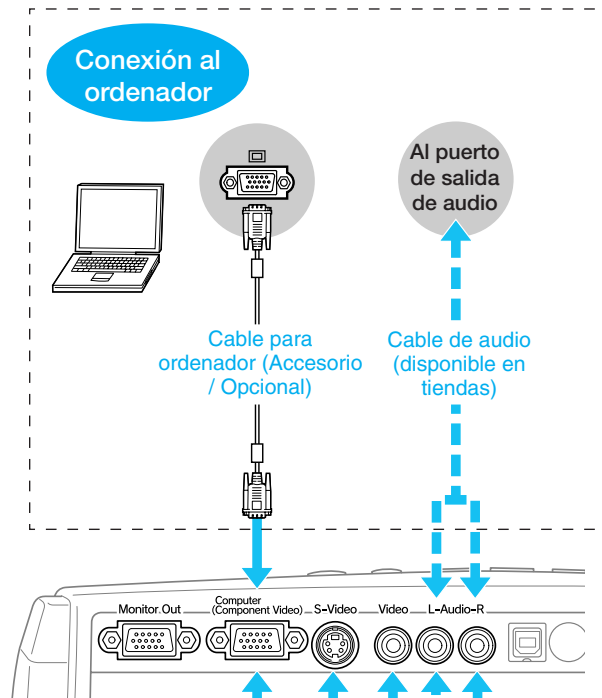 Conexión al
ordenador
Al puerto
de salida
de audio
Cable para
ordenador (Accesorio
/ Opcional)
Cable de audio
(disponible en
tiendas)
Monitor Out
Computer
(Component Video)
S-Video
Video
L-Audio-R